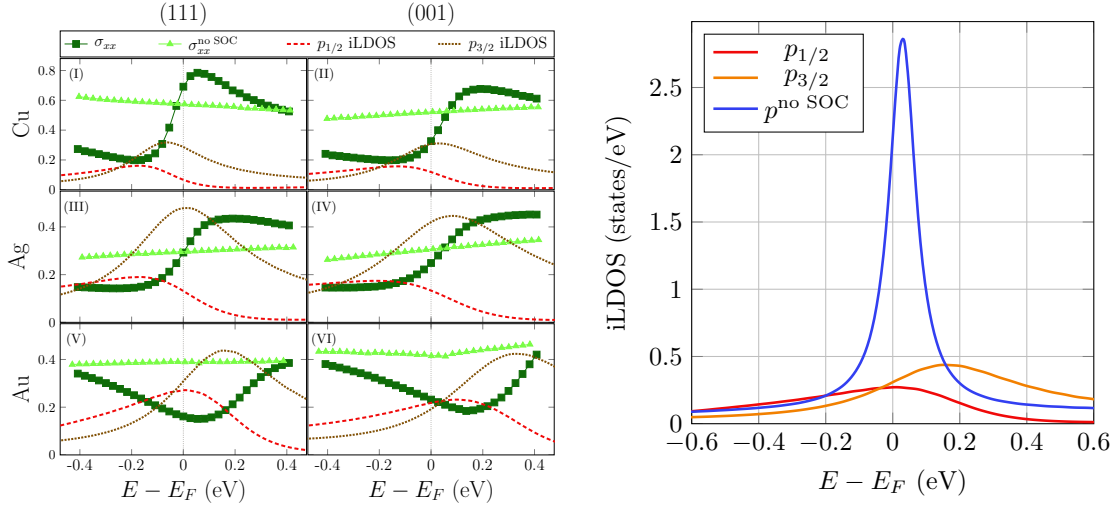 (111) (001)
σxx σxx^no SOC p1/2 iLDOS p3/2 iLDOS
Cu
0.8
0.6
0.4
0.2
0
(I) (II)
Ag
0.4
0.2
0
(III) (IV)
Au
0.4
0.2
0
(V) (VI)
-0.4 -0.2 0 0.2 0.4 -0.4 -0.2 0 0.2 0.4
E − EF (eV) E − EF (eV)
p1/2
p3/2
p^no SOC
iLDOS (states/eV)
2.5
2
1.5
1
0.5
0
−0.6 −0.4 −0.2 0 0.2 0.4 0.6
E − EF (eV)